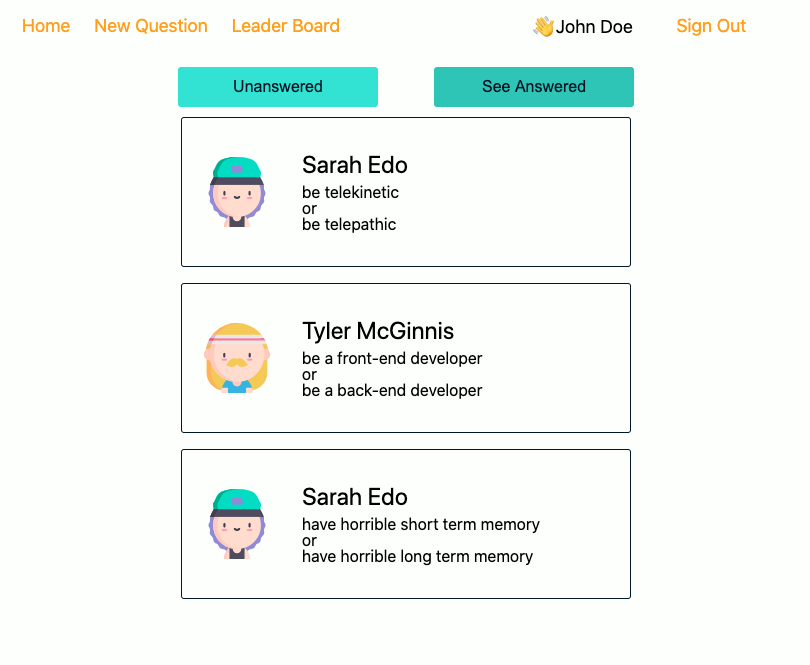 Home New Question Leader Board 👋John Doe Sign Out
Unanswered See Answered
Sarah Edo
be telekinetic
or
be telepathic
Tyler McGinnis
be a front-end developer
or
be a back-end developer
Sarah Edo
have horrible short term memory
or
have horrible long term memory